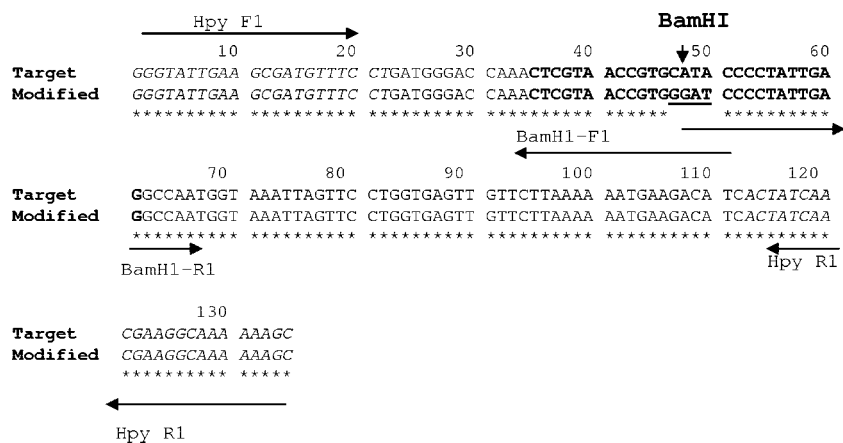 Hpy F1
BamHI
10 20 30 40 50 60
Target GGGTATTGAA GCGATGTTTC CTGATGGGAC CAAACTCGTA ACCGTGCATA CCCCTATTGA
Modified GGGTATTGAA GCGATGTTTC CTGATGGGAC CAAACTCGTA ACCGTGGGAT CCCCTATTGA
********** ********** ********** ********** ****** **********
BamH1-F1
70 80 90 100 110 120
Target GGCCAATGGT AAATTAGTTC CTGGTGAGTT GTTCTTAAAA AATGAAGACA TCACTATCAA
Modified GGCCAATGGT AAATTAGTTC CTGGTGAGTT GTTCTTAAAA AATGAAGACA TCACTATCAA
********** ********** ********** ********** ********** **********
BamH1-R1
Hpy R1
130
Target CGAAGGCAAA AAAGC
Modified CGAAGGCAAA AAAGC
********** *****
Hpy R1